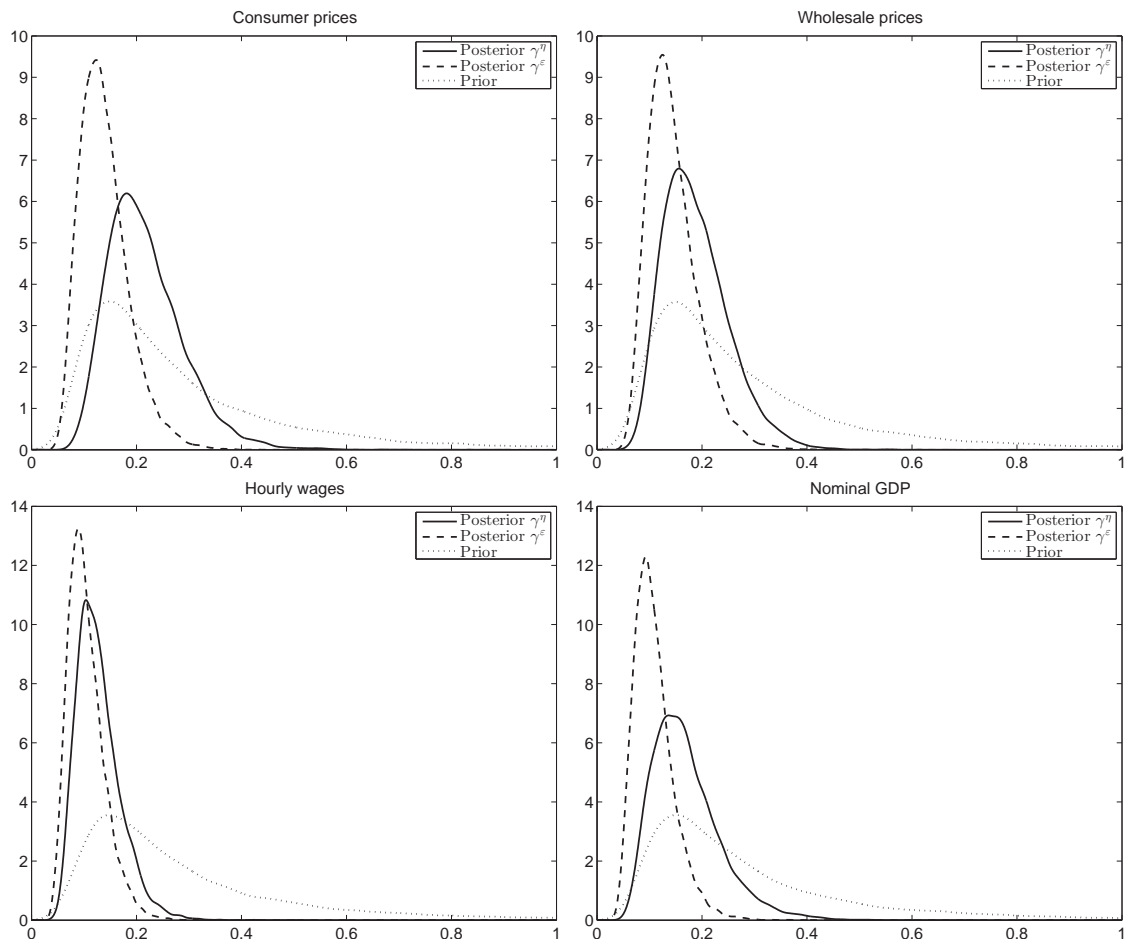 Consumer prices
10
9
8
7
6
5
4
3
2
1
0
0 0.2 0.4 0.6 0.8 1
Posterior γ^η
Posterior γ^ε
Prior
Wholesale prices
10
9
8
7
6
5
4
3
2
1
0
0 0.2 0.4 0.6 0.8 1
Posterior γ^η
Posterior γ^ε
Prior
Hourly wages
14
12
10
8
6
4
2
0
0 0.2 0.4 0.6 0.8 1
Posterior γ^η
Posterior γ^ε
Prior
Nominal GDP
14
12
10
8
6
4
2
0
0 0.2 0.4 0.6 0.8 1
Posterior γ^η
Posterior γ^ε
Prior